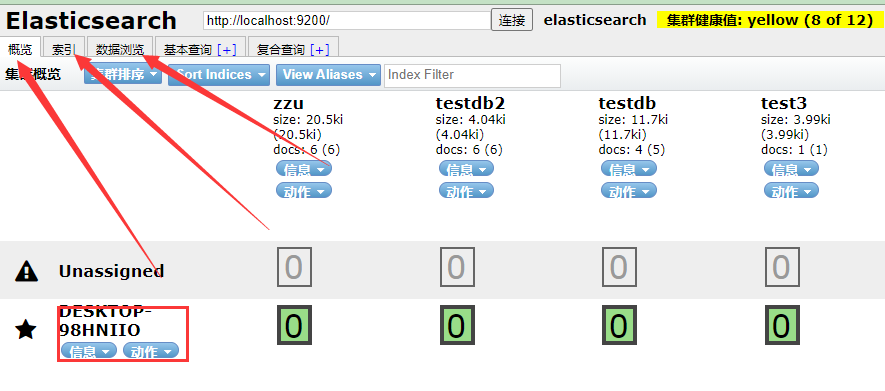 Elasticsearch http://localhost:9200/ 连接 elasticsearch 集群健康值: yellow (8 of 12)
概览 索引 数据浏览 基本查询 [+] 复合查询 [+]
集群概览 集群排序 Sort Indices View Aliases Index Filter
zzu testdb2 testdb test3
size: 20.5ki size: 4.04ki size: 11.7ki size: 3.99ki
(20.5ki) (4.04ki) (11.7ki) (3.99ki)
docs: 6 (6) docs: 6 (6) docs: 4 (5) docs: 1 (1)
信息 信息 信息 信息
动作 动作 动作 动作
Unassigned 0 0 0 0
DESKTOP-
98HNIIO 0 0 0 0
信息 动作